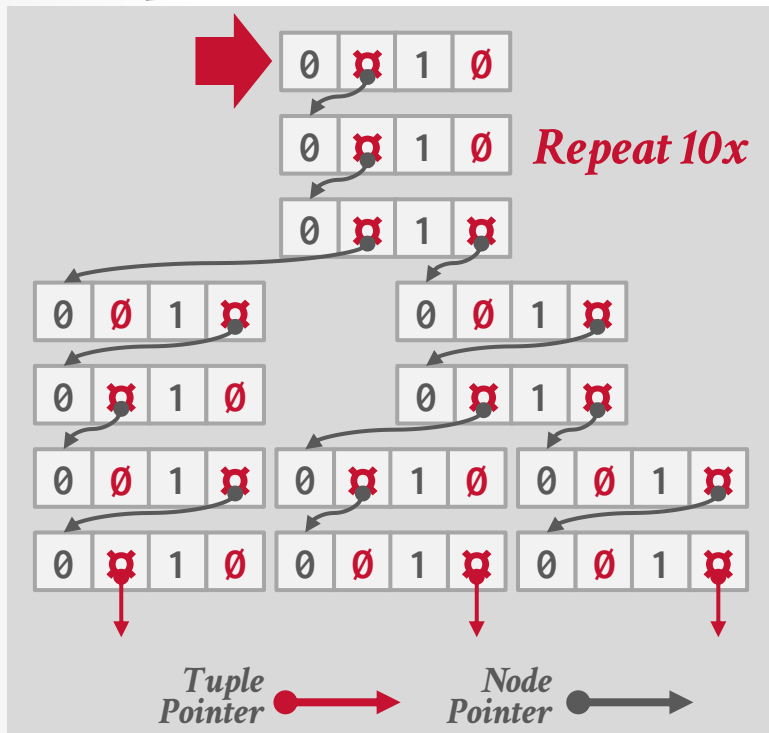 0 ¤ 1 Ø
0 ¤ 1 Ø
Repeat 10x
0 ¤ 1 ¤
0 Ø 1 ¤ 0 Ø 1 ¤
0 ¤ 1 Ø 0 ¤ 1 ¤
0 Ø 1 ¤ 0 ¤ 1 Ø 0 Ø 1 ¤
0 ¤ 1 Ø 0 Ø 1 ¤ 0 Ø 1 ¤
Tuple
Pointer
Node
Pointer